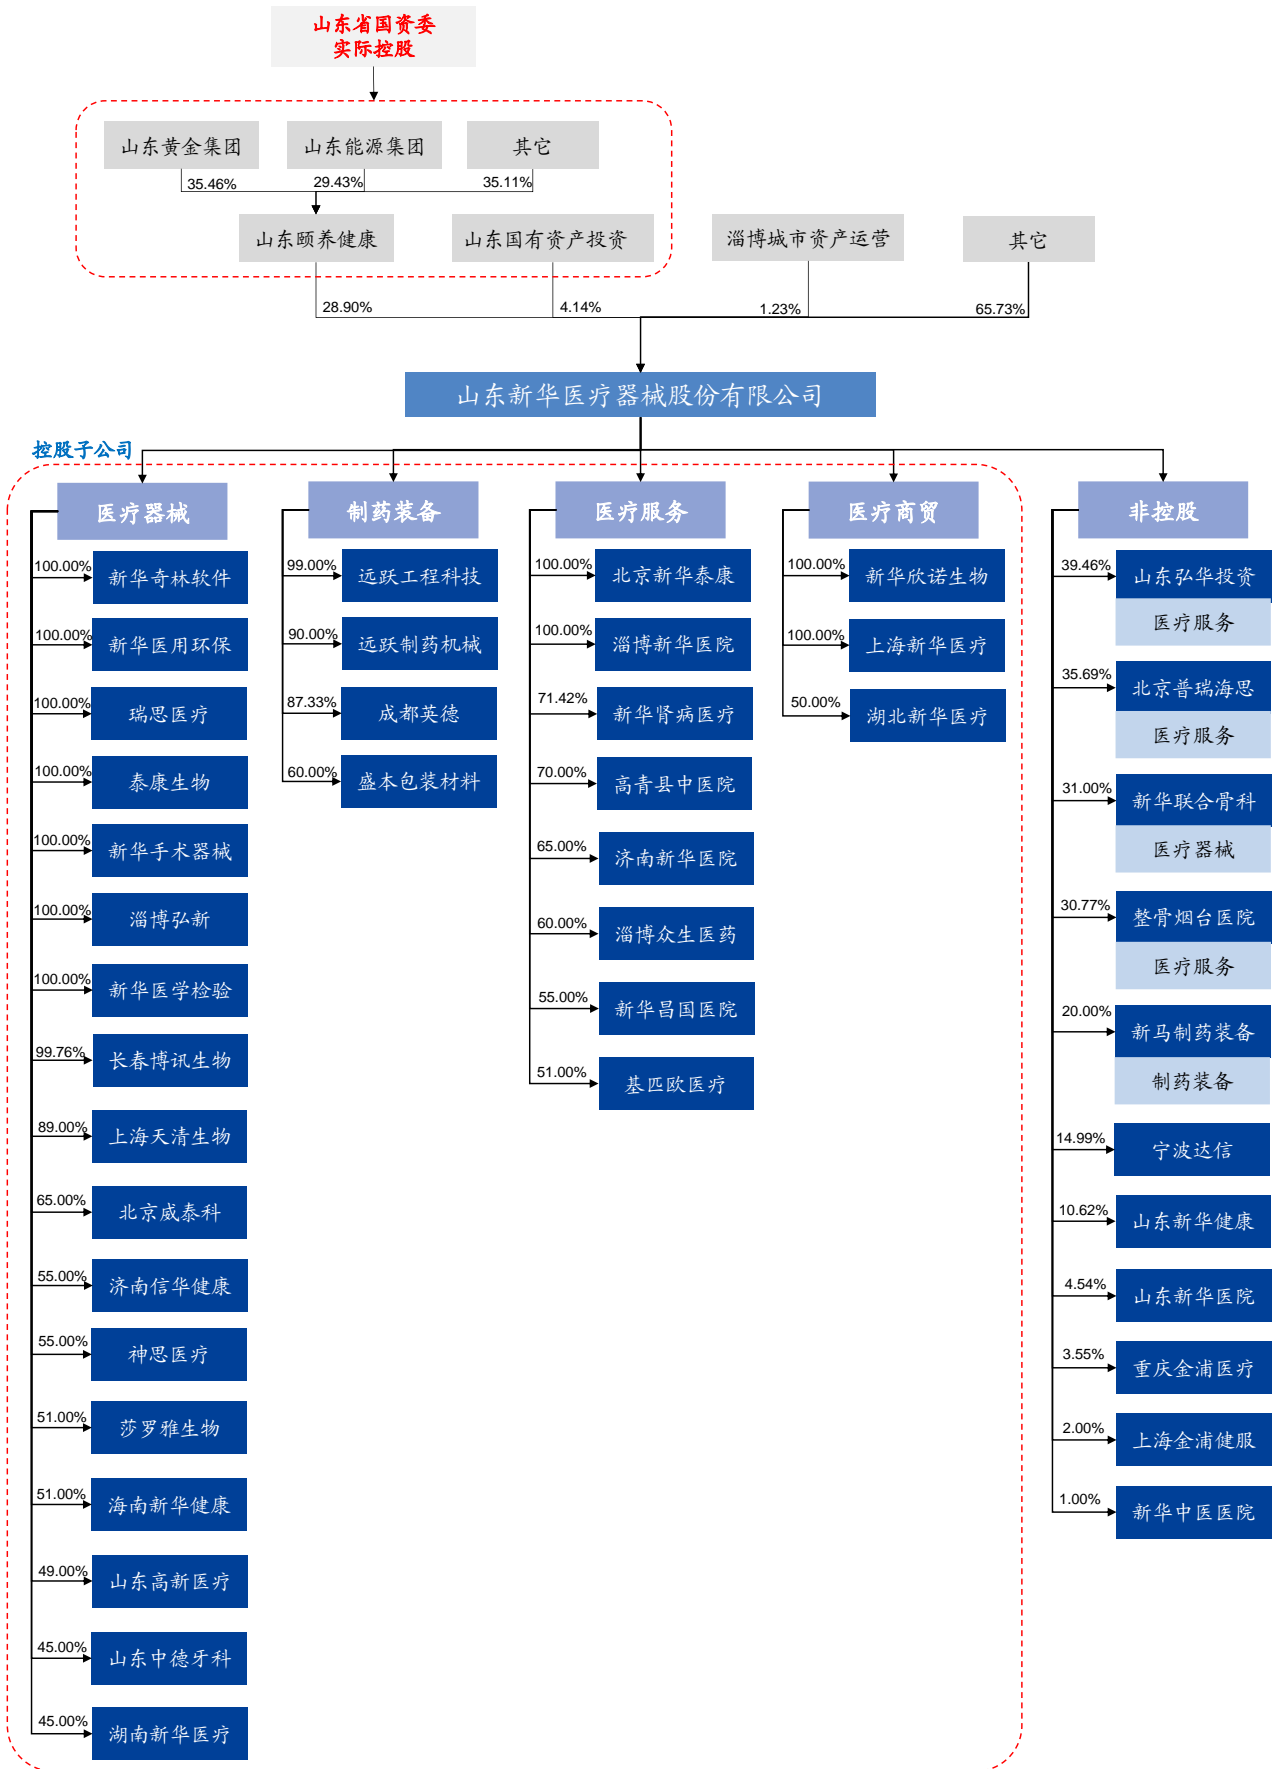 山东省国资委
实际控股
山东黄金集团
山东能源集团
其它
35.46%
29.43%
35.11%
山东颐养健康
山东国有资产投资
淄博城市资产运营
其它
28.90%
4.14%
1.23%
65.73%
山东新华医疗器械股份有限公司
控股子公司
医疗器械
100.00%
新华奇林软件
100.00%
新华医用环保
100.00%
瑞思医疗
100.00%
泰康生物
100.00%
新华手术器械
100.00%
淄博弘新
100.00%
新华医学检验
99.76%
长春博讯生物
89.00%
上海天清生物
65.00%
北京威泰科
55.00%
济南信华健康
55.00%
神思医疗
51.00%
莎罗雅生物
51.00%
海南新华健康
49.00%
山东高新医疗
45.00%
山东中德牙科
45.00%
湖南新华医疗
制药装备
99.00%
远跃工程科技
90.00%
远跃制药机械
87.33%
成都英德
60.00%
盛本包装材料
医疗服务
100.00%
北京新华泰康
100.00%
淄博新华医院
71.42%
新华肾病医疗
70.00%
高青县中医院
65.00%
济南新华医院
60.00%
淄博众生医药
55.00%
新华昌国医院
51.00%
基匹欧医疗
医疗商贸
100.00%
新华欣诺生物
100.00%
上海新华医疗
50.00%
湖北新华医疗
非控股
39.46%
山东弘华投资
医疗服务
35.69%
北京普瑞海思
医疗服务
31.00%
新华联合骨科
医疗器械
30.77%
整骨烟台医院
医疗服务
20.00%
新马制药装备
制药装备
14.99%
宁波达信
10.62%
山东新华健康
4.54%
山东新华医院
3.55%
重庆金浦医疗
2.00%
上海金浦健服
1.00%
新华中医医院